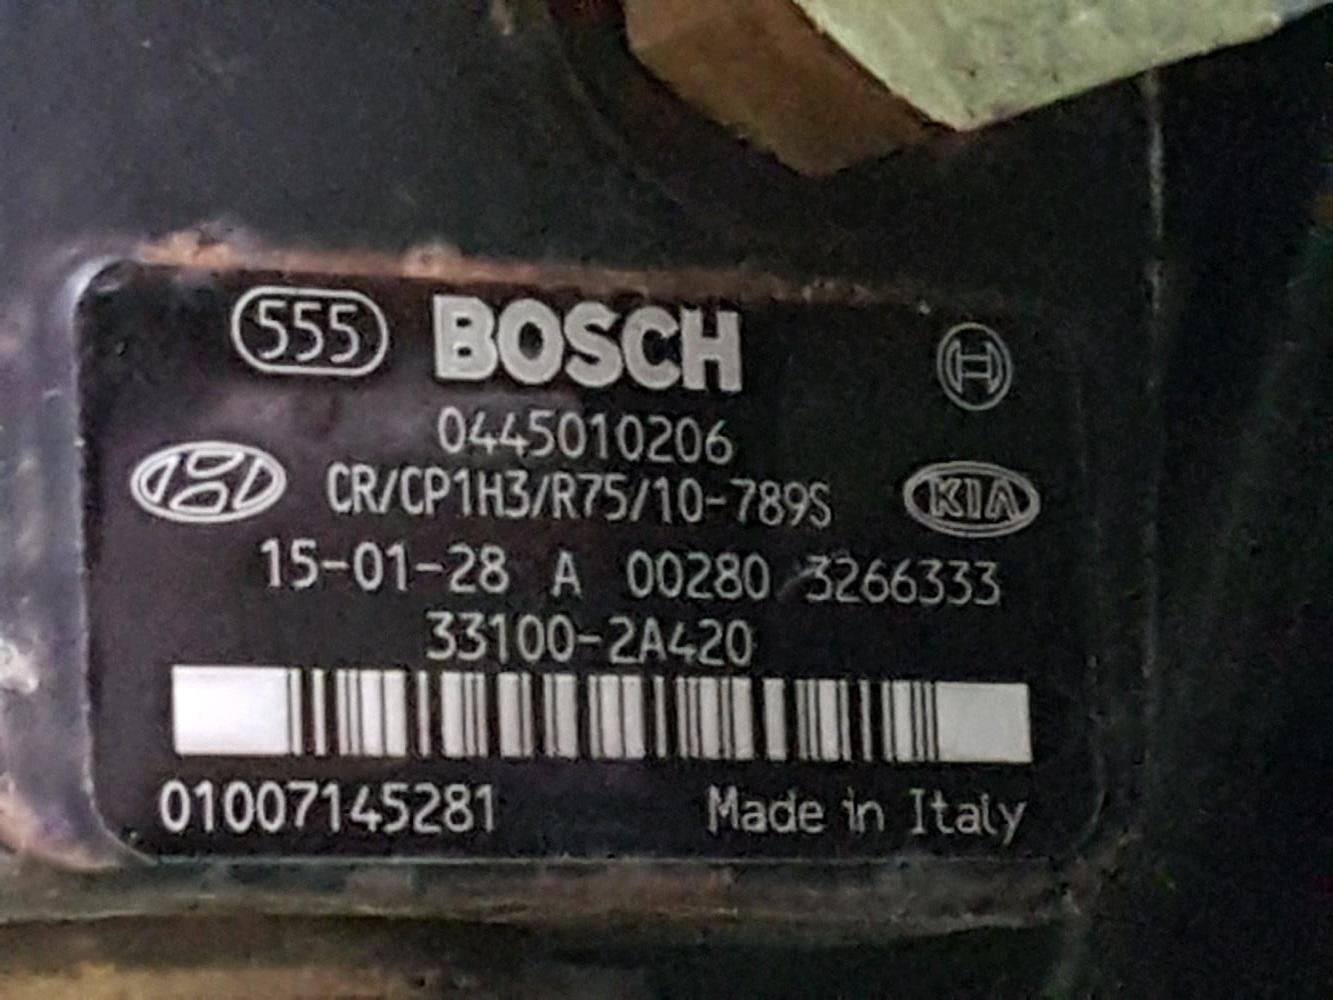 555 BOSCH
0445010206
CR/CP1H3/R75/10-789S KIA
15-01-28 A 00280 3266333
33100-2A420
01007145281 Made in Italy